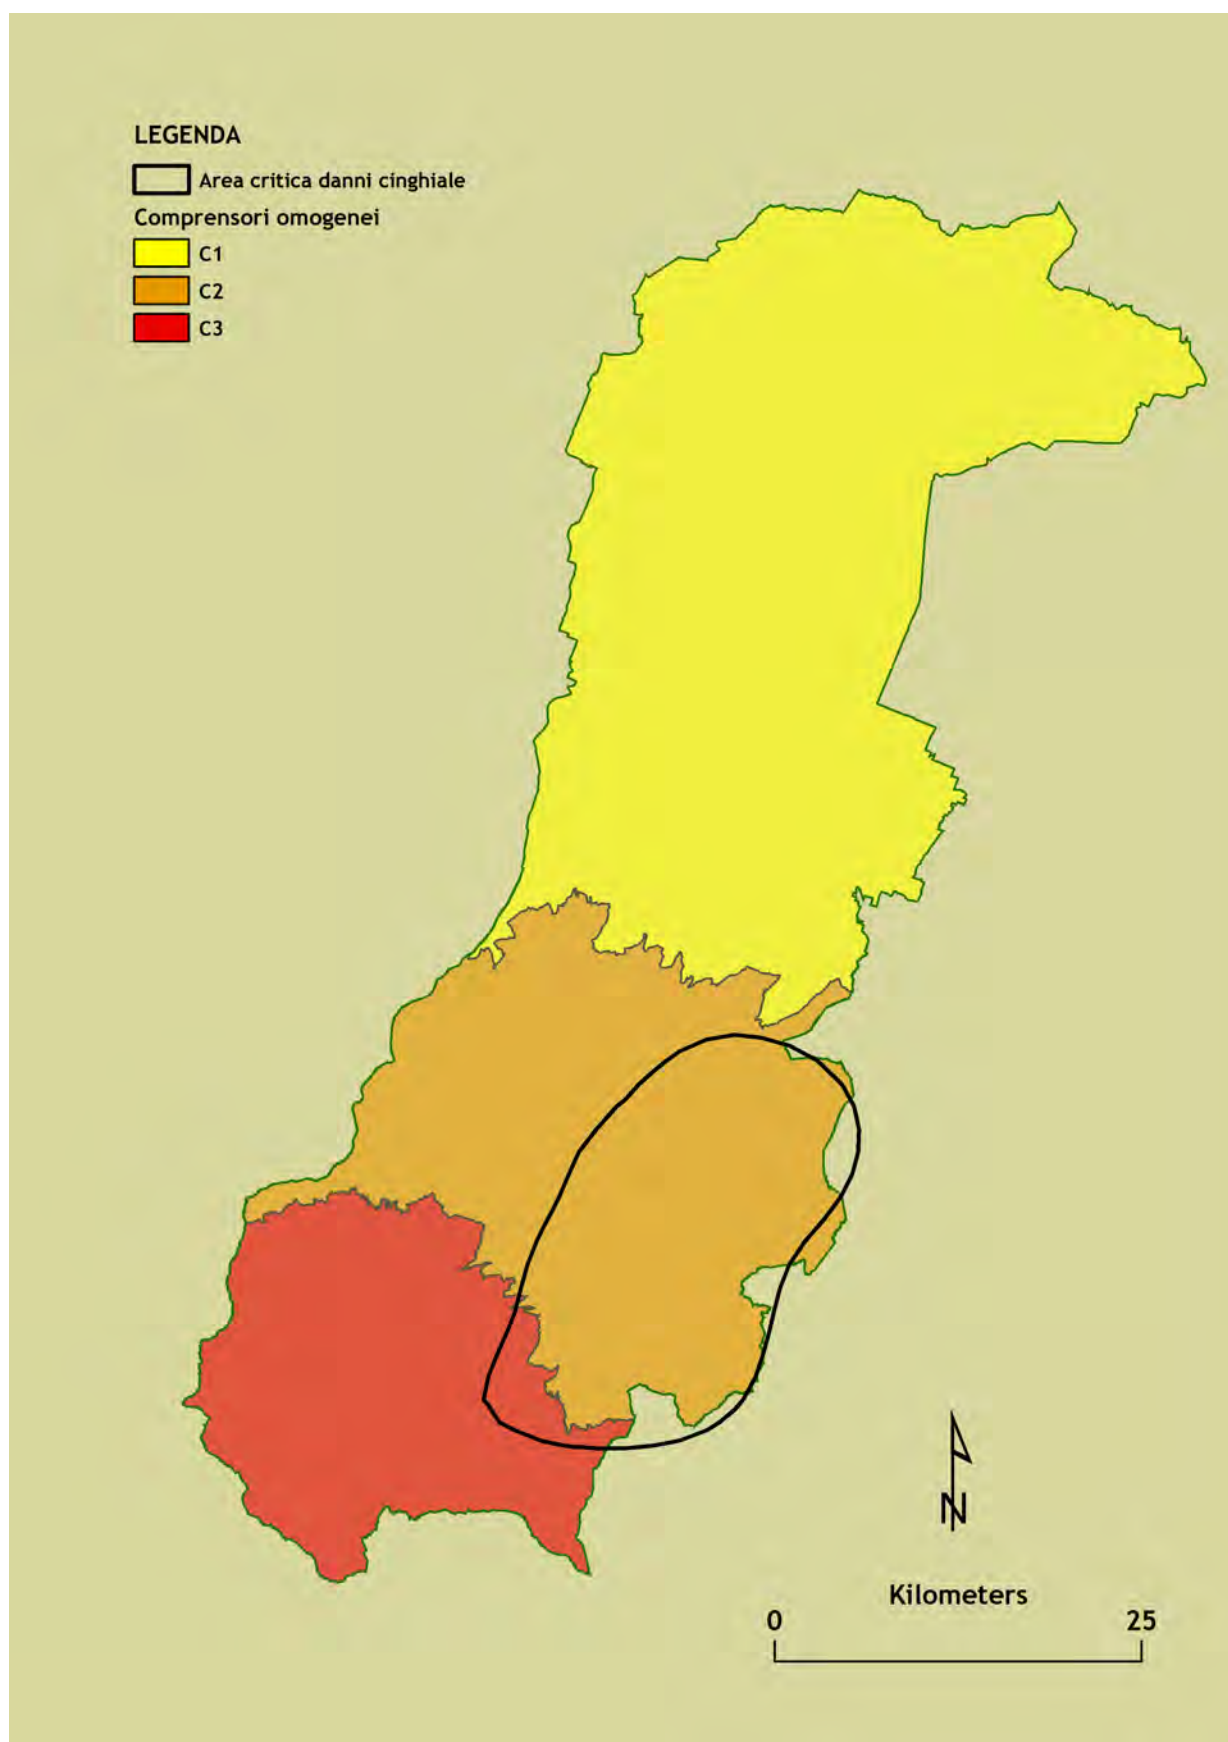 LEGENDA
Area critica danni cinghiale
Comprensori omogenei
C1
C2
C3
N
Kilometers
0 25